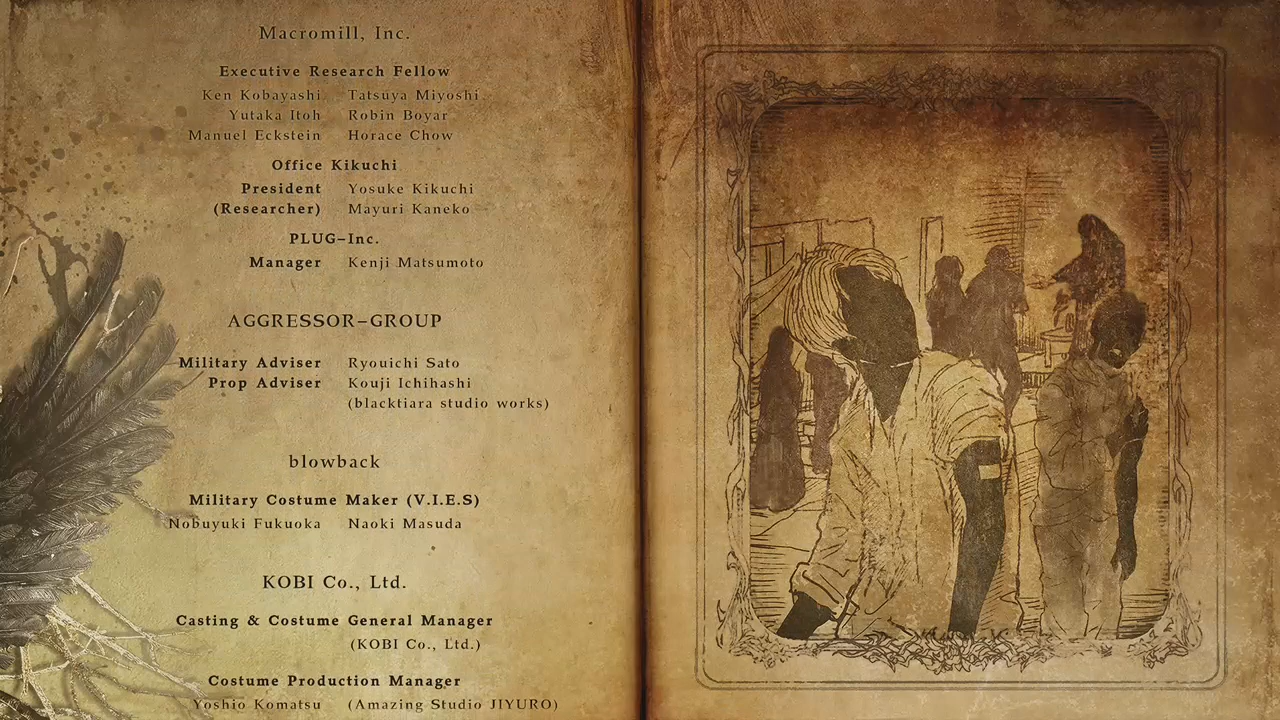 Macromill, Inc.
Executive Research Fellow
Ken Kobayashi Tatsuya Miyoshi
Yutaka Itoh Robin Boyar
Manuel Eckstein Horace Chow
Office Kikuchi
President Yosuke Kikuchi
(Researcher) Mayuri Kaneko
PLUG-Inc.
Manager Kenji Matsumoto
AGGRESSOR-GROUP
Military Adviser Ryouichi Sato
Prop Adviser Kouji Ichihashi
(blacktiara studio works)
blowback
Military Costume Maker (V.I.E.S)
Nobuyuki Fukuoka Naoki Masuda
KOBI Co., Ltd.
Casting & Costume General Manager
(KOBI Co., Ltd.)
Costume Production Manager
Yoshio Komatsu (Amazing Studio JIYURO)